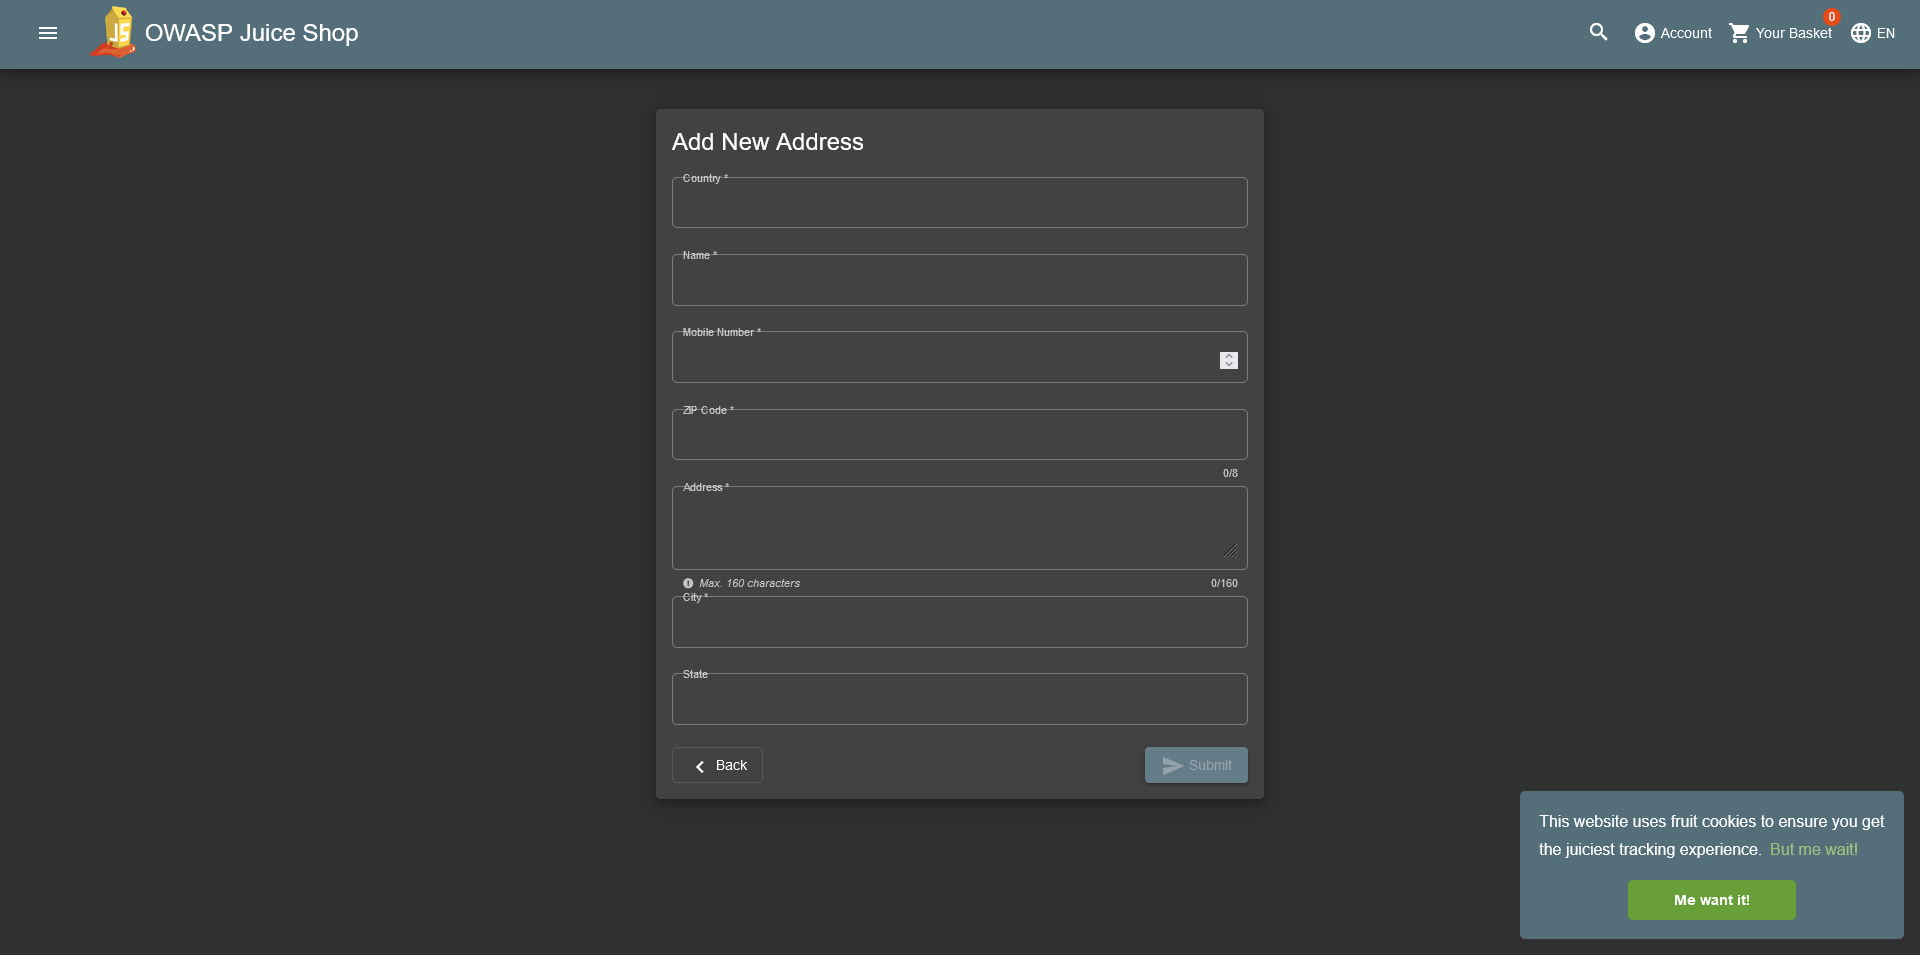 OWASP Juice Shop
Account
Your Basket
0
EN
Add New Address
Country *
Name *
Mobile Number *
ZIP Code *
0/8
Address *
Max. 160 characters
0/160
City *
State
Back
Submit
This website uses fruit cookies to ensure you get
the juiciest tracking experience. But me wait!
Me want it!